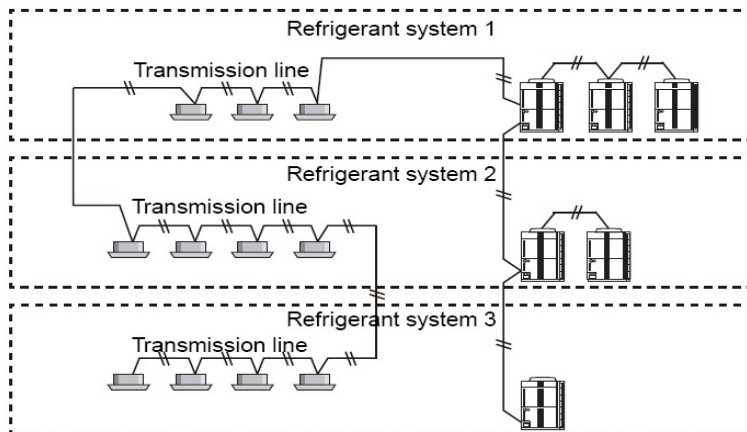 Refrigerant system 1
Transmission line
Refrigerant system 2
Transmission line
Refrigerant system 3
Transmission line